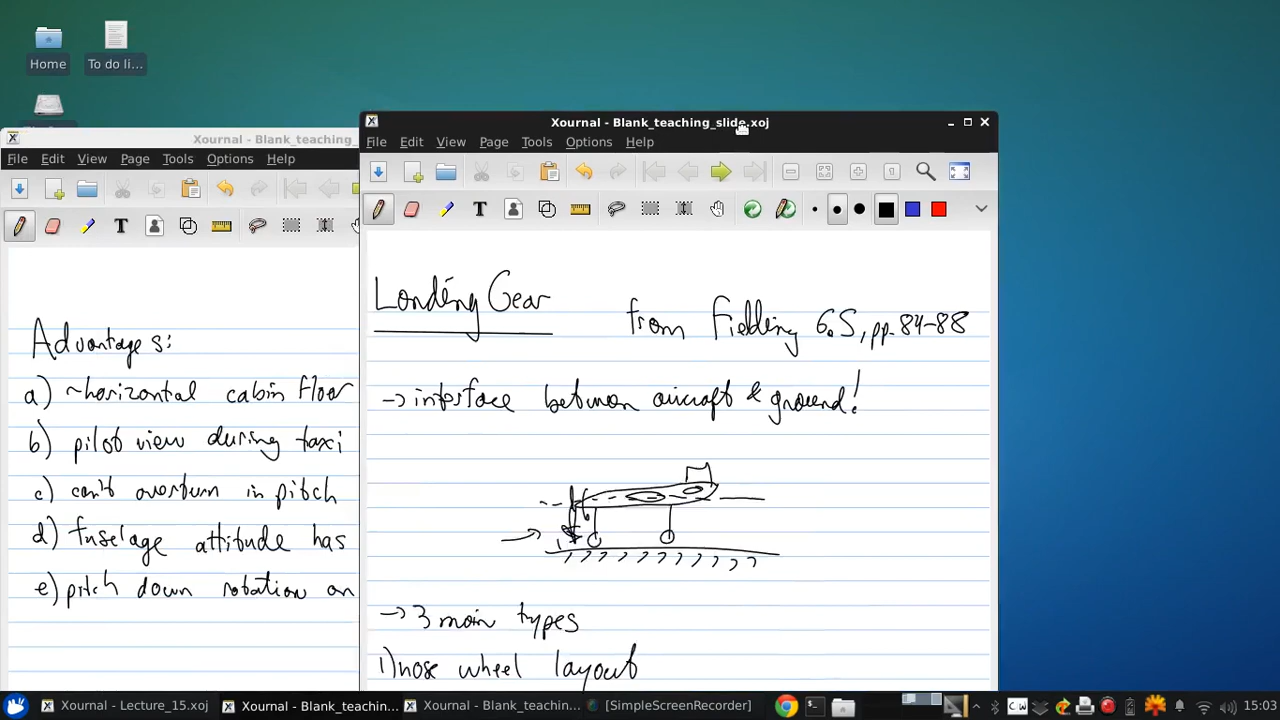 Home
To do li...
Xournal - Blank_teaching
File Edit View Page Tools Options Help
Advantages:
a) ~horizontal cabin floor
b) pilot view during taxi
c) can't overturn in pitch
d) fuselage attitude has
e) pitch down rotation on
Xournal - Blank_teaching_slide.xoj
File Edit View Page Tools Options Help
Landing Gear
from Fielding 6.5, pp. 84-88
→ interface between aircraft & ground!
→ 3 main types
1) nose wheel layout
Xournal - Lecture_15.xoj
Xournal - Blank_teachin...
Xournal - Blank_teachin...
[SimpleScreenRecorder]
15:03